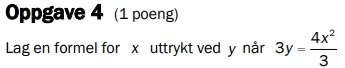 Oppgave 4 (1 poeng)
Lag en formel for x uttrykt ved y når 3y = 4x²/3